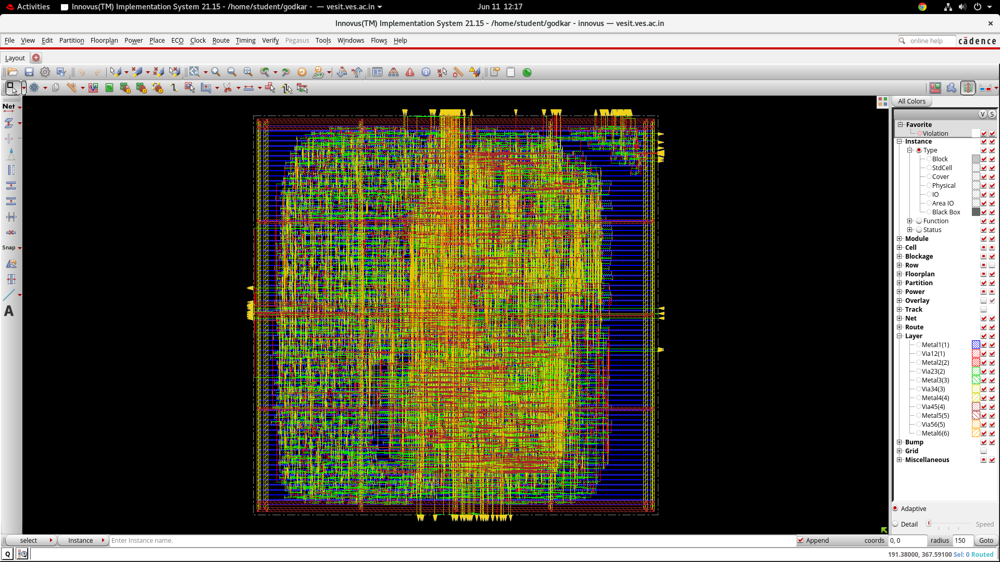 Activities
Innovus(TM) Implementation System 21.15 - /home/student/godkar - — vesit.ves.ac.in
Jun 11 12:17
Innovus(TM) Implementation System 21.15 - /home/student/godkar - innovus — vesit.ves.ac.in
File View Edit Partition Floorplan Power Place ECO Clock Route Timing Verify Pegasus Tools Windows Flows Help
online help
cādence
Layout
Net
Snap
A
All Colors
V S
Favorite
Violation
Instance
Type
Block
StdCell
Cover
Physical
IO
Area IO
Black Box
Function
Status
Module
Cell
Blockage
Row
Floorplan
Partition
Power
Overlay
Track
Net
Route
Layer
Metal1(1)
Via12(1)
Metal2(2)
Via23(2)
Metal3(3)
Via34(3)
Metal4(4)
Via45(4)
Metal5(5)
Via56(5)
Metal6(6)
Bump
Grid
Miscellaneous
Adaptive
Detail Speed
select Instance Enter Instance name. Append coords 0, 0 radius 150 Goto
Q
191.38000, 367.59100 Sel: 0 Routed